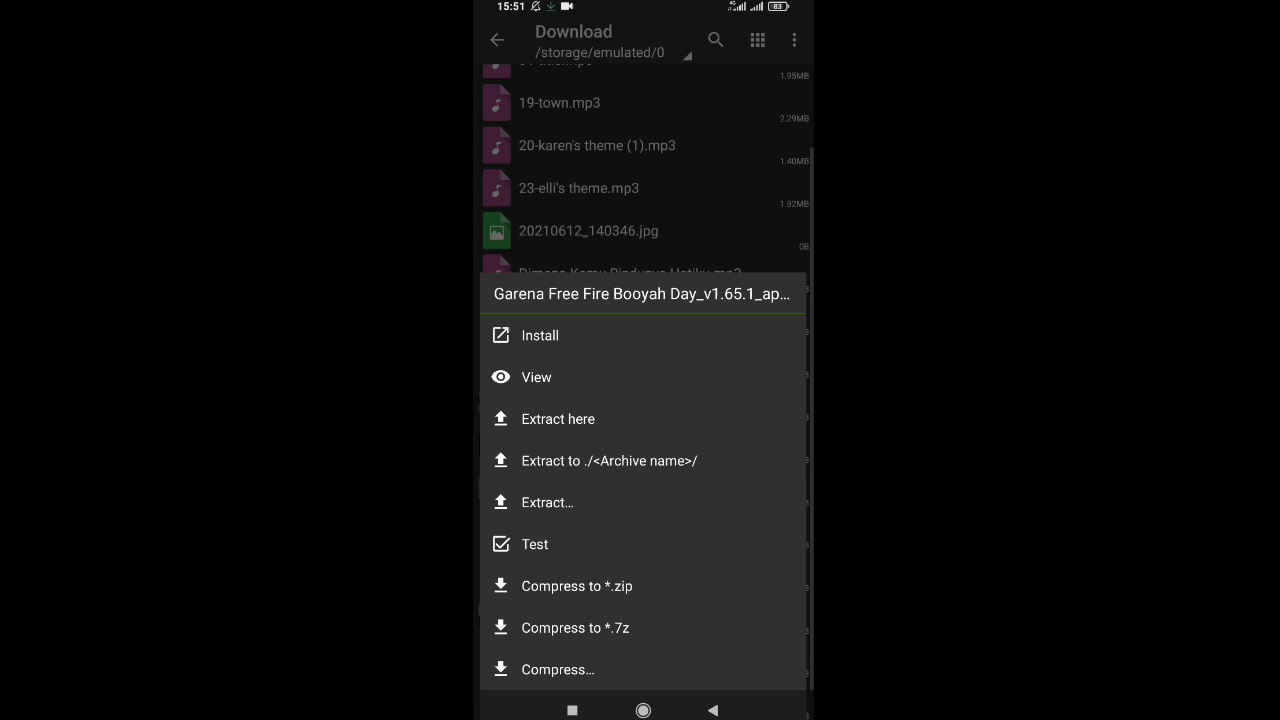 15:51
4G
83
Download
/storage/emulated/0
1.95MB
19-town.mp3
2.29MB
20-karen's theme (1).mp3
1.40MB
23-elli's theme.mp3
1.82MB
20210612_140346.jpg
0B
Garena Free Fire Booyah Day_v1.65.1_ap...
Install
View
Extract here
Extract to ./<Archive name>/
Extract...
Test
Compress to *.zip
Compress to *.7z
Compress...